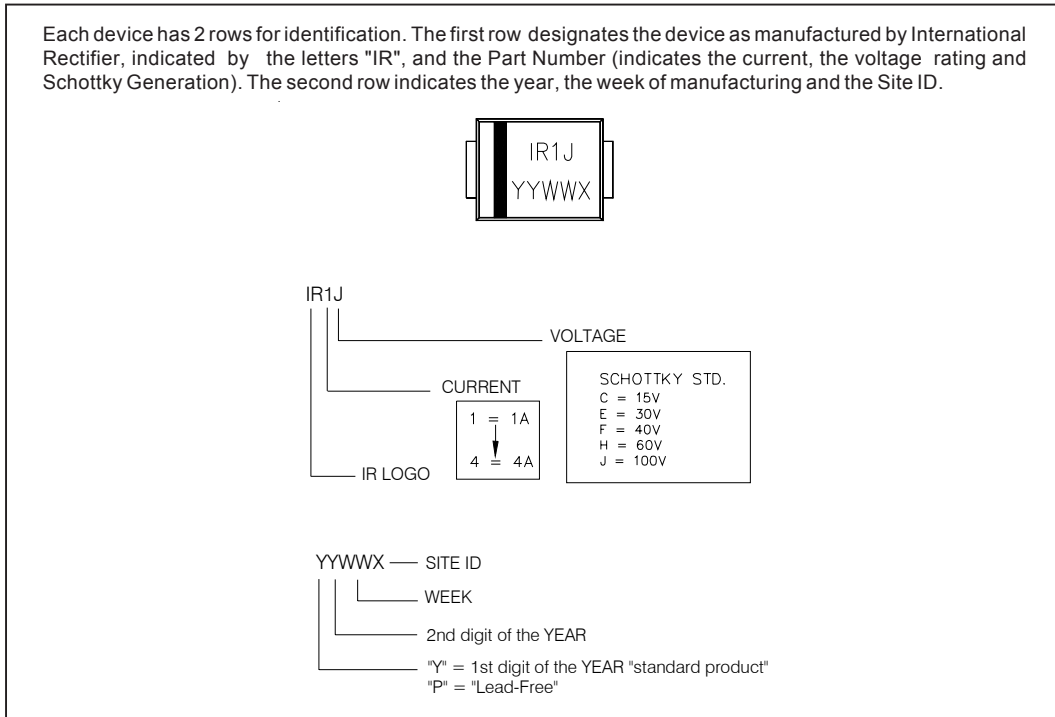 Each device has 2 rows for identification. The first row designates the device as manufactured by International
Rectifier, indicated by the letters "IR", and the Part Number (indicates the current, the voltage rating and
Schottky Generation). The second row indicates the year, the week of manufacturing and the Site ID.
IR1J
YYWWX
IR1J
VOLTAGE
SCHOTTKY STD.
C = 15V
E = 30V
F = 40V
H = 60V
J = 100V
CURRENT
1 = 1A
4 = 4A
IR LOGO
YYWWX
SITE ID
WEEK
2nd digit of the YEAR
"Y" = 1st digit of the YEAR "standard product"
"P" = "Lead-Free"